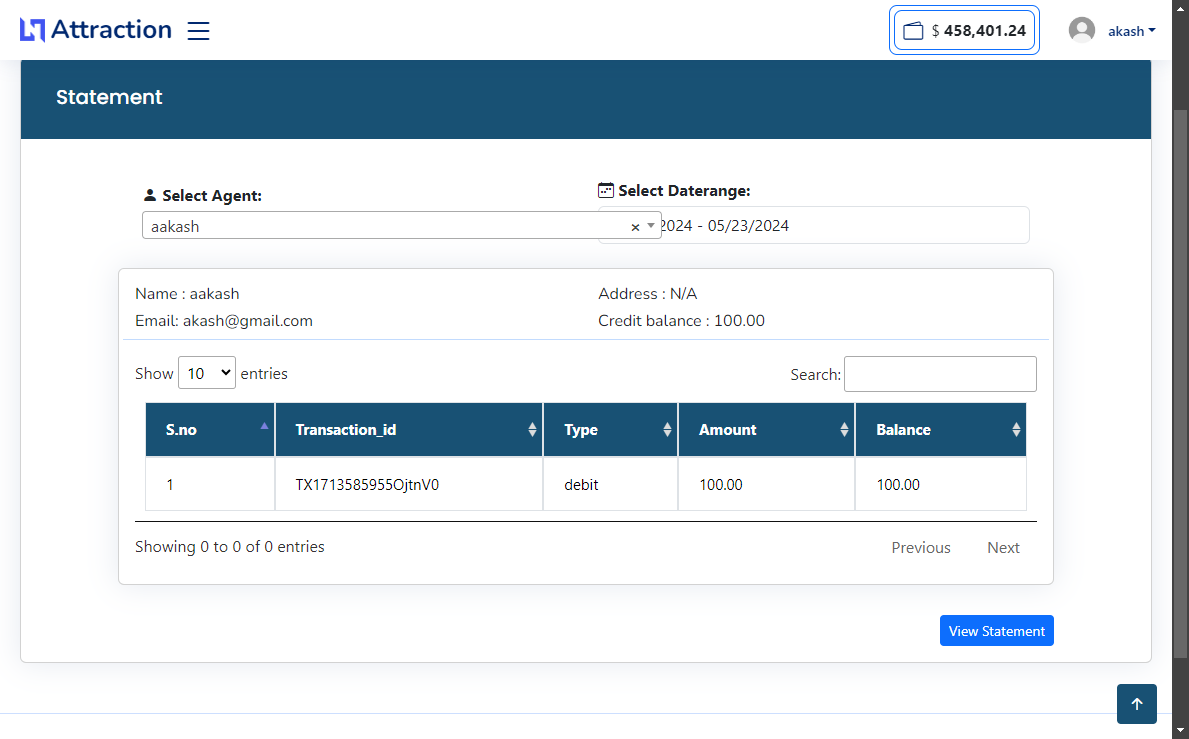 Attraction
$ 458,401.24
akash
Statement
Select Agent:
Select Daterange:
aakash ×
2024 - 05/23/2024
Name : aakash
Address : N/A
Email: akash@gmail.com
Credit balance : 100.00
Show 10 entries
Search:
S.no Transaction_id Type Amount Balance
1 TX1713585955OjtnV0 debit 100.00 100.00
Showing 0 to 0 of 0 entries
Previous Next
View Statement